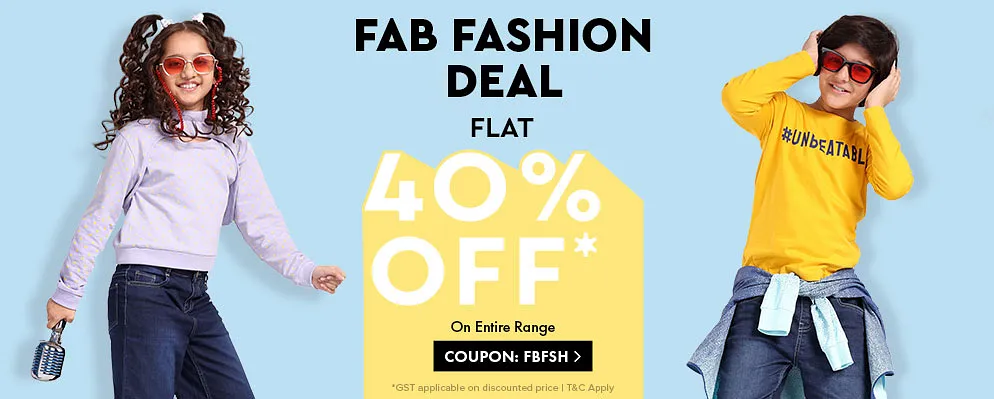 FAB FASHION
DEAL
FLAT
40%
OFF*
On Entire Range
COUPON: FBFSH >
*GST applicable on discounted price | T&C Apply
#UNbEATABL